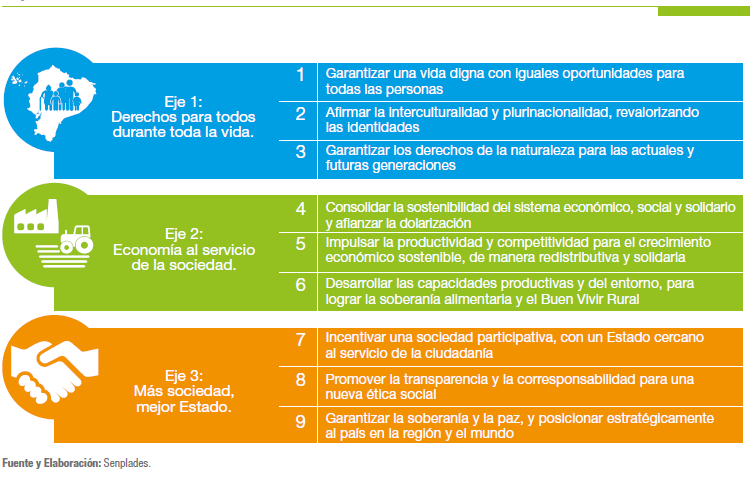 Eje 1:
Derechos para todos
durante toda la vida.
1 Garantizar una vida digna con iguales oportunidades para
todas las personas
2 Afirmar la interculturalidad y plurinacionalidad, revalorizando
las identidades
3 Garantizar los derechos de la naturaleza para las actuales y
futuras generaciones
Eje 2:
Economía al servicio
de la sociedad.
4 Consolidar la sostenibilidad del sistema económico, social y solidario
y afianzar la dolarización
5 Impulsar la productividad y competitividad para el crecimiento
económico sostenible, de manera redistributiva y solidaria
6 Desarrollar las capacidades productivas y del entorno, para
lograr la soberanía alimentaria y el Buen Vivir Rural
Eje 3:
Más sociedad,
mejor Estado.
7 Incentivar una sociedad participativa, con un Estado cercano
al servicio de la ciudadanía
8 Promover la transparencia y la corresponsabilidad para una
nueva ética social
9 Garantizar la soberanía y la paz, y posicionar estratégicamente
al país en la región y el mundo
Fuente y Elaboración: Senplades.